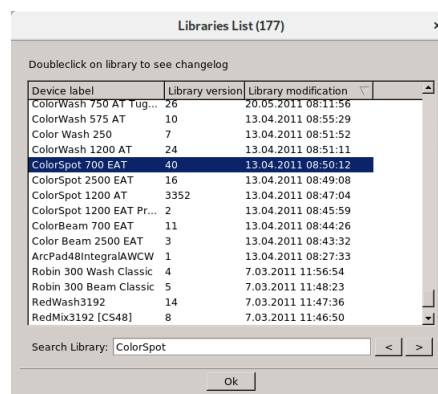 Libraries List (177)
Doubleclick on library to see changelog
Device label Library version Library modification
ColorWash 750 AT Tug... 26 20.05.2011 08:11:56
ColorWash 575 AT 10 13.04.2011 08:55:29
Color Wash 250 7 13.04.2011 08:51:52
ColorWash 1200 AT 24 13.04.2011 08:51:11
ColorSpot 700 EAT 40 13.04.2011 08:50:12
ColorSpot 2500 EAT 16 13.04.2011 08:49:08
ColorSpot 1200 AT 3352 13.04.2011 08:47:04
ColorSpot 1200 EAT Pr... 2 13.04.2011 08:45:59
ColorBeam 700 EAT 11 13.04.2011 08:44:26
Color Beam 2500 EAT 3 13.04.2011 08:43:32
ArcPad48IntegralAWCW 1 13.04.2011 08:27:33
Robin 300 Wash Classic 4 7.03.2011 11:56:54
Robin 300 Beam Classic 5 7.03.2011 11:48:23
RedWash3192 14 7.03.2011 11:47:36
RedMix3192 [CS48] 8 7.03.2011 11:46:50
Search Library: ColorSpot < >
Ok